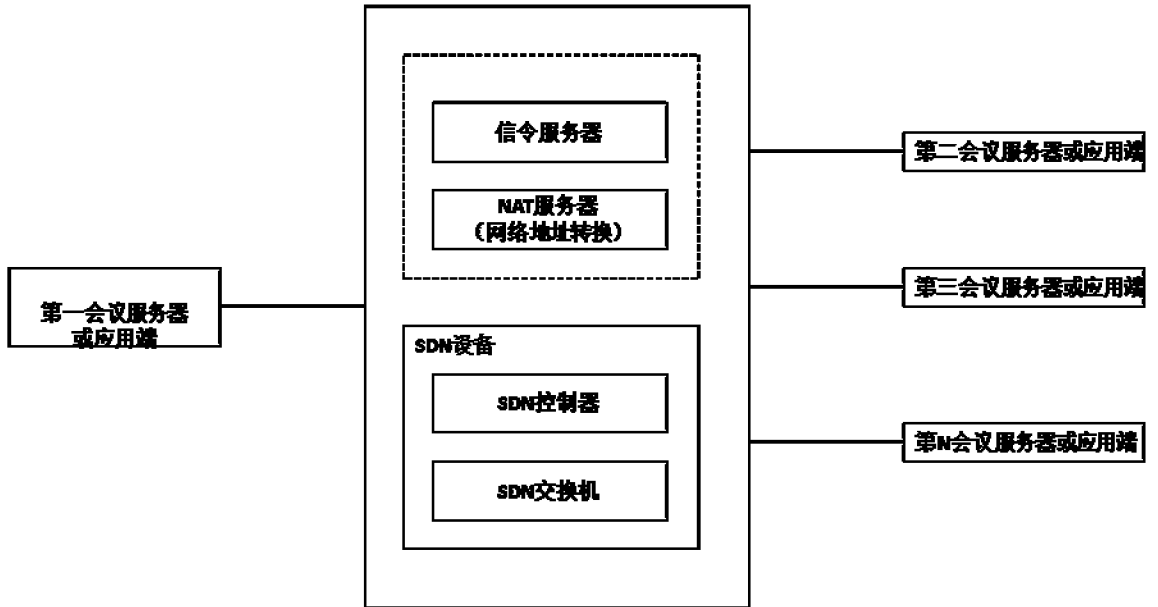 第一会议服务器
或应用端
信令服务器
NAT服务器
（网络地址转换）
SDN设备
SDN控制器
SDN交换机
第二会议服务器或应用端
第三会议服务器或应用端
第N会议服务器或应用端